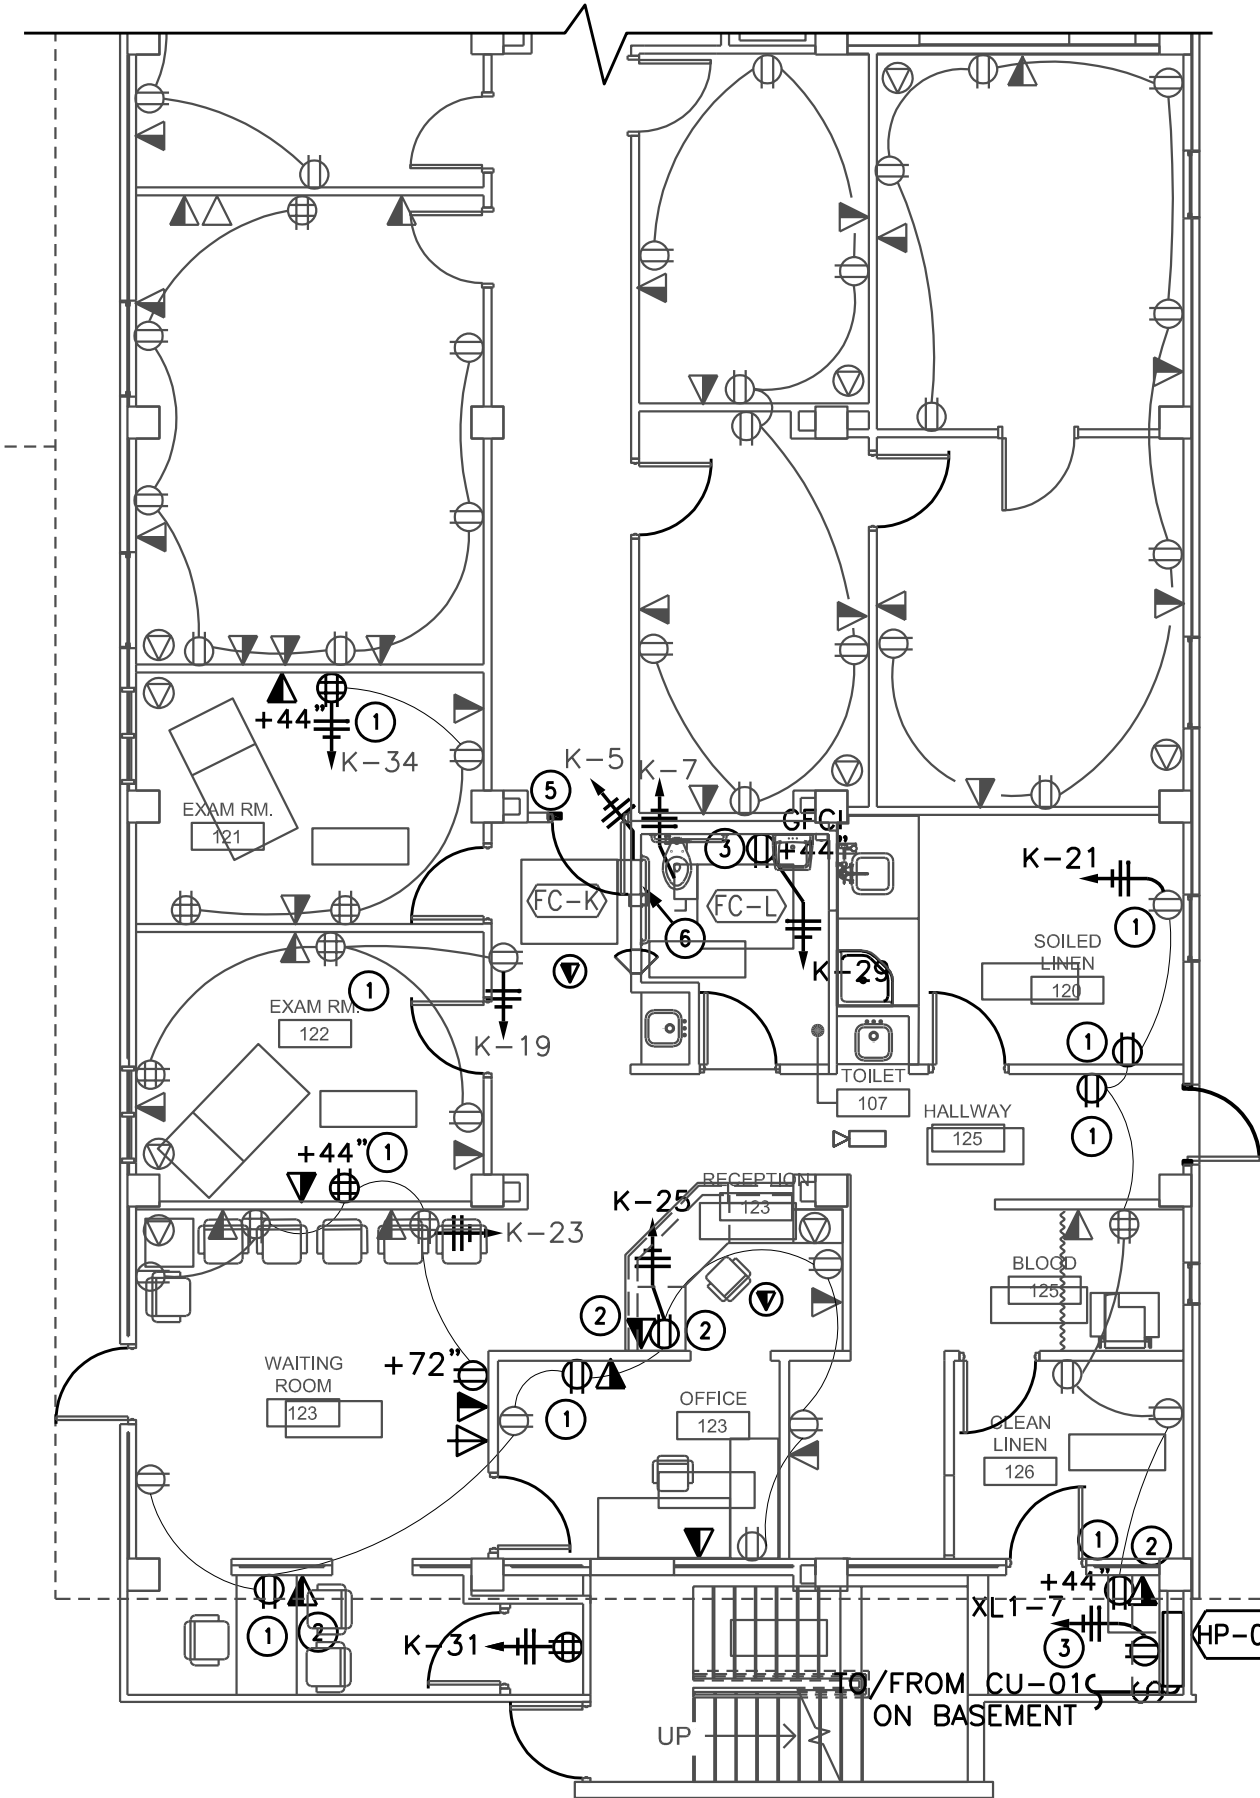 +44"
1
K-34
EXAM RM.
121
5
K-5
K-7
GFCI
3
+44"
FC-K
FC-L
6
K-21
1
SOILED
LINEN
120
K-29
1
EXAM RM.
122
K-19
1
1
TOILET
107
HALLWAY
125
+44"
1
RECEPTION
123
K-25
K-23
2
2
BLOOD
125
WAITING
ROOM
123
+72"
1
OFFICE
123
CLEAN
LINEN
126
1
2
+44"
XL1-7
3
HP-0
1
2
K-31
TO/FROM CU-01
ON BASEMENT
UP